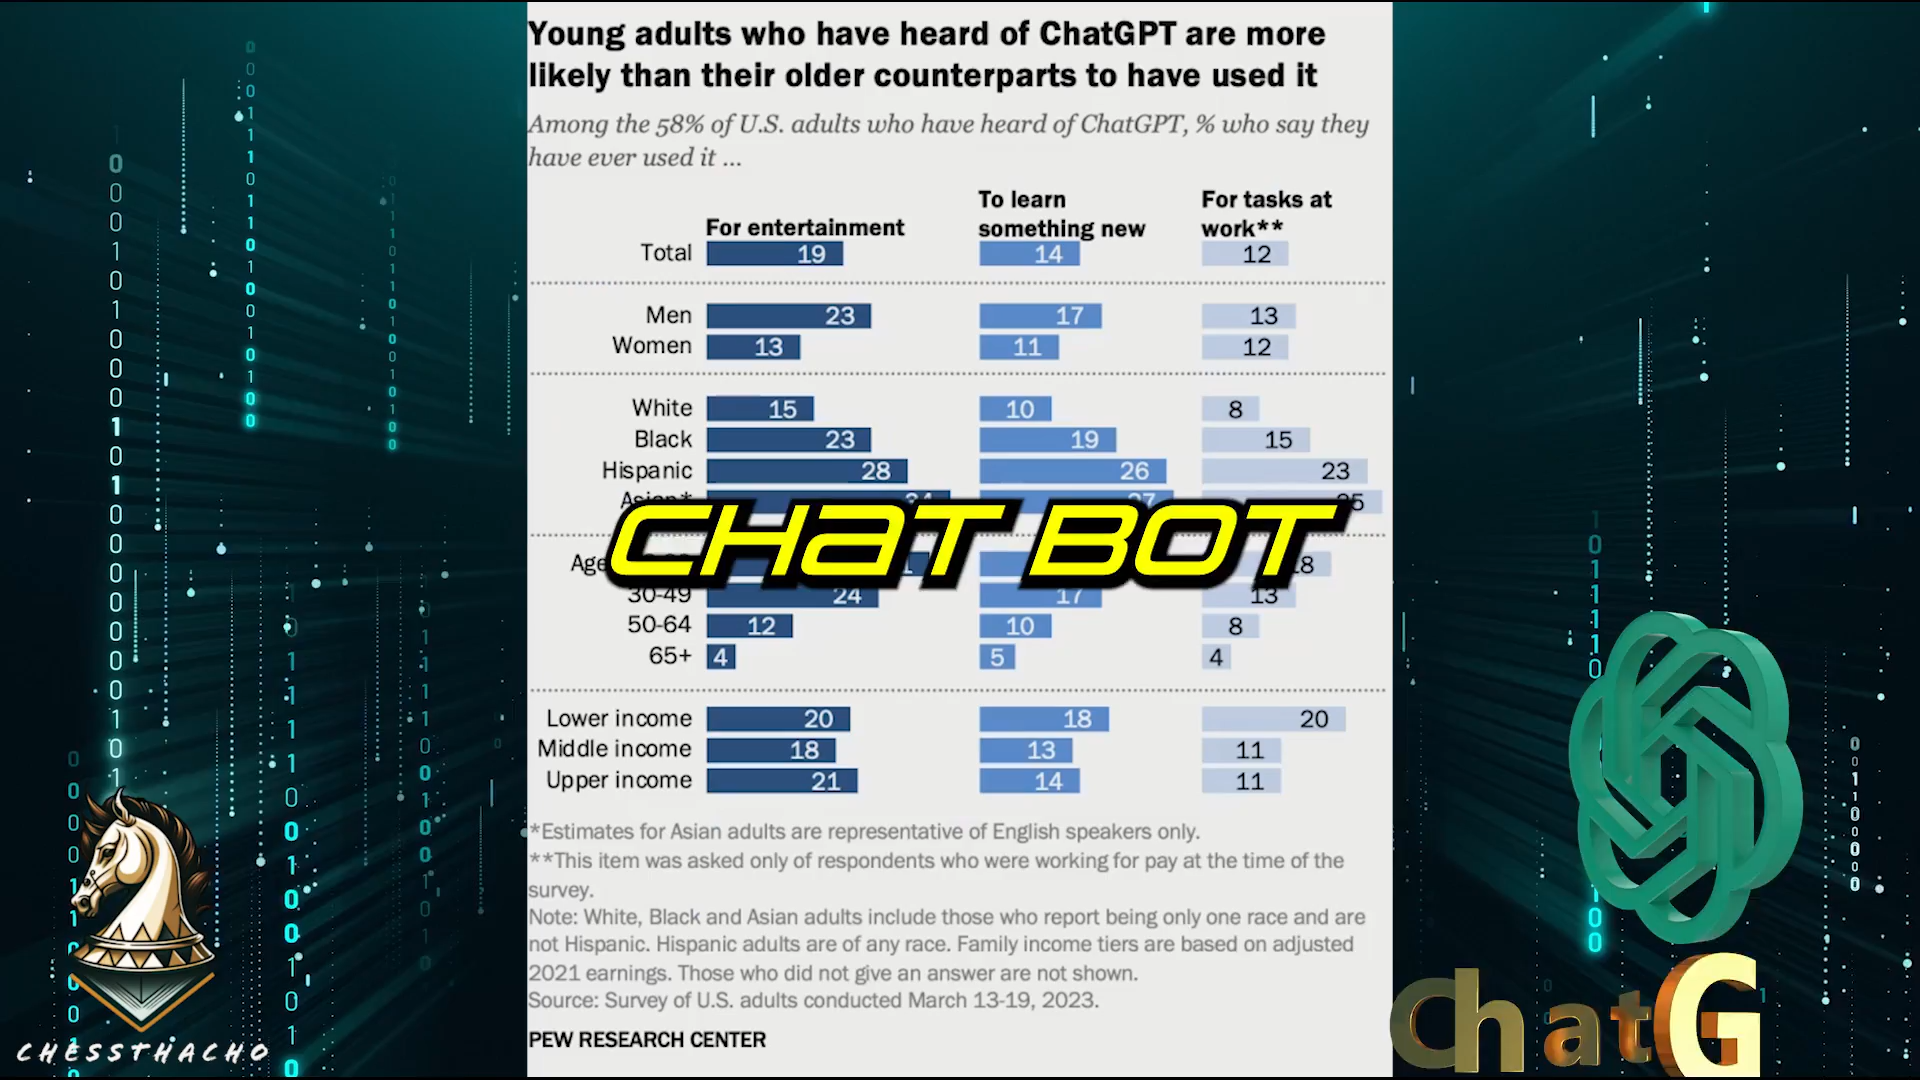 Young adults who have heard of ChatGPT are more
likely than their older counterparts to have used it
Among the 58% of U.S. adults who have heard of ChatGPT, % who say they
have ever used it ...
For entertainment
To learn
something new
For tasks at
work**
Total 19 14 12
Men 23 17 13
Women 13 11 12
White 15 10 8
Black 23 19 15
Hispanic 28 26 23
CHAT BOT
30-49 24 17 13
50-64 12 10 8
65+ 4 5 4
Lower income 20 18 20
Middle income 18 13 11
Upper income 21 14 11
*Estimates for Asian adults are representative of English speakers only.
**This item was asked only of respondents who were working for pay at the time of the
survey.
Note: White, Black and Asian adults include those who report being only one race and are
not Hispanic. Hispanic adults are of any race. Family income tiers are based on adjusted
2021 earnings. Those who did not give an answer are not shown.
Source: Survey of U.S. adults conducted March 13-19, 2023.
PEW RESEARCH CENTER
CHESSTHACHO
ChatG